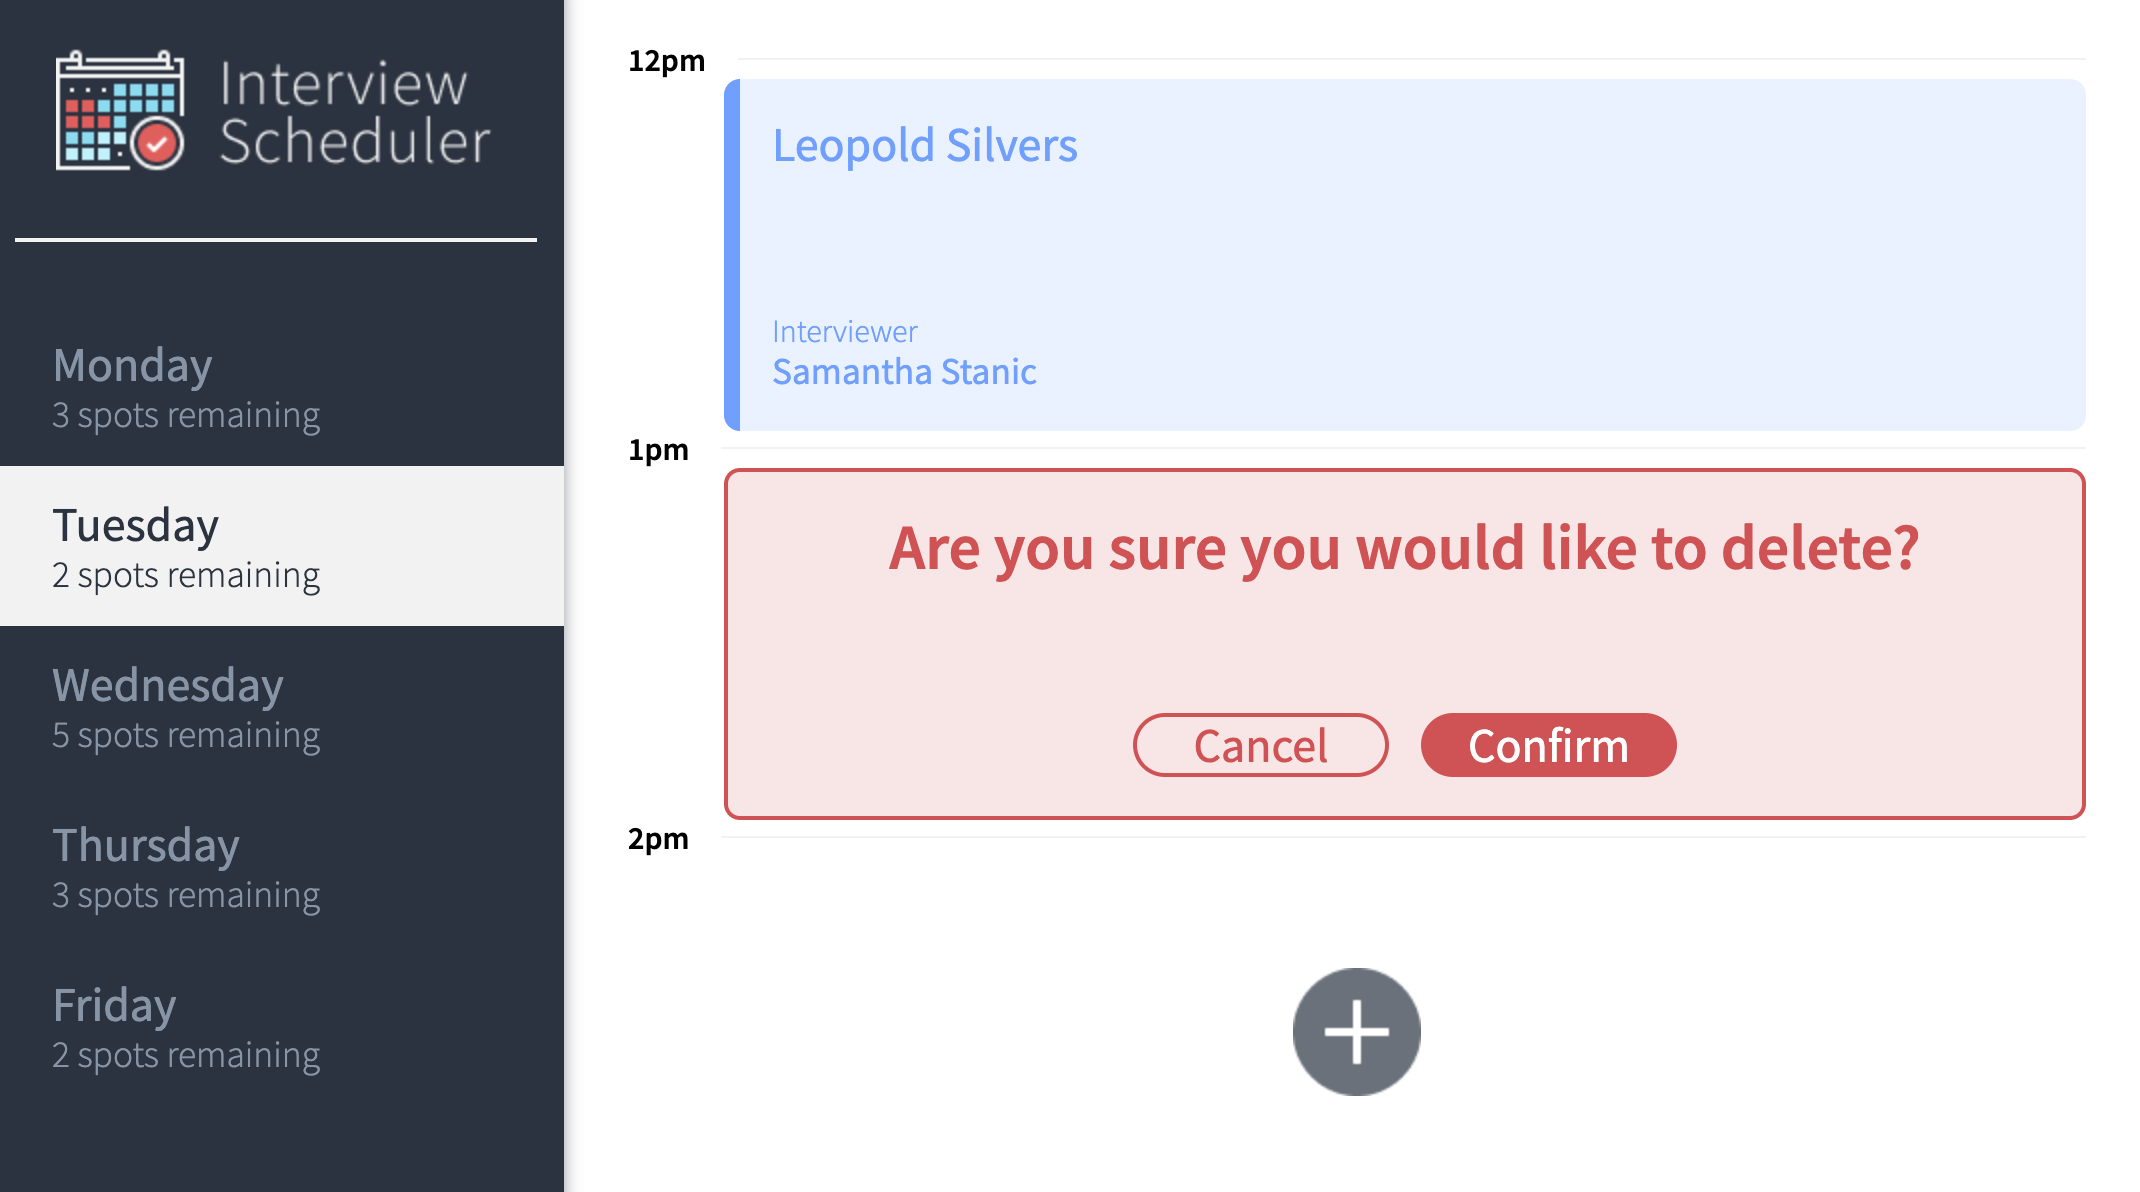 Interview
Scheduler
Monday
3 spots remaining
Tuesday
2 spots remaining
Wednesday
5 spots remaining
Thursday
3 spots remaining
Friday
2 spots remaining
12pm
Leopold Silvers
Interviewer
Samantha Stanic
1pm
Are you sure you would like to delete?
Cancel Confirm
2pm